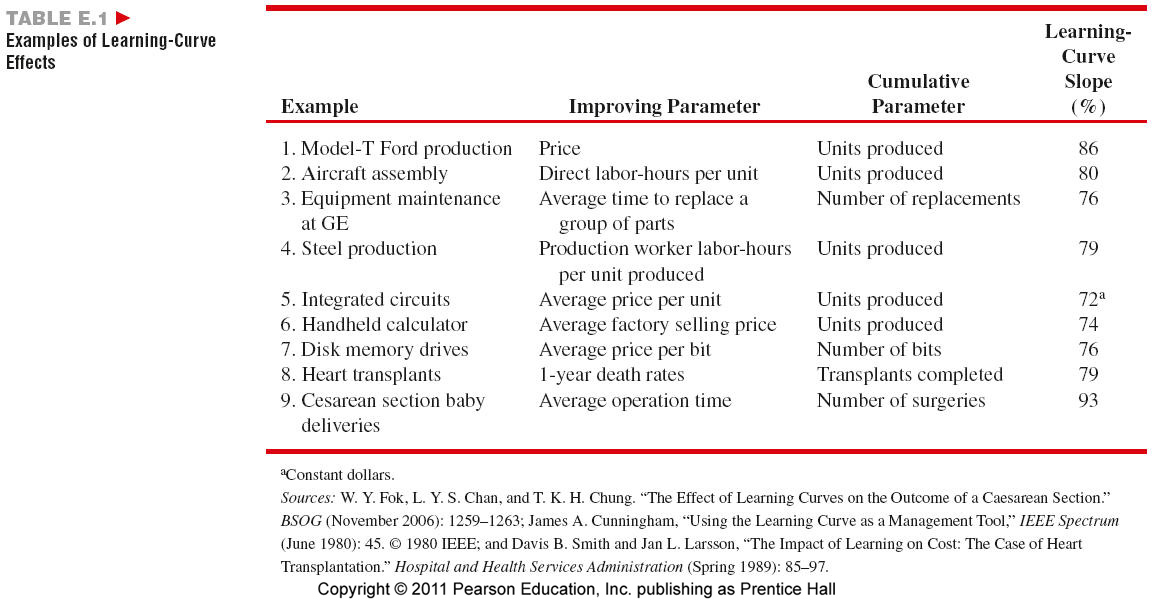 TABLE E.1 ▶
Examples of Learning-Curve
Effects
Learning-
Curve
Cumulative Slope
Example Improving Parameter Parameter (%)
1. Model-T Ford production Price Units produced 86
2. Aircraft assembly Direct labor-hours per unit Units produced 80
3. Equipment maintenance Average time to replace a Number of replacements 76
at GE group of parts
4. Steel production Production worker labor-hours Units produced 79
per unit produced
5. Integrated circuits Average price per unit Units produced 72ᵃ
6. Handheld calculator Average factory selling price Units produced 74
7. Disk memory drives Average price per bit Number of bits 76
8. Heart transplants 1-year death rates Transplants completed 79
9. Cesarean section baby Average operation time Number of surgeries 93
deliveries
ᵃConstant dollars.
Sources: W. Y. Fok, L. Y. S. Chan, and T. K. H. Chung. “The Effect of Learning Curves on the Outcome of a Caesarean Section.”
BSOG (November 2006): 1259–1263; James A. Cunningham, “Using the Learning Curve as a Management Tool,” IEEE Spectrum
(June 1980): 45. © 1980 IEEE; and Davis B. Smith and Jan L. Larsson, “The Impact of Learning on Cost: The Case of Heart
Transplantation.” Hospital and Health Services Administration (Spring 1989): 85–97.
Copyright © 2011 Pearson Education, Inc. publishing as Prentice Hall